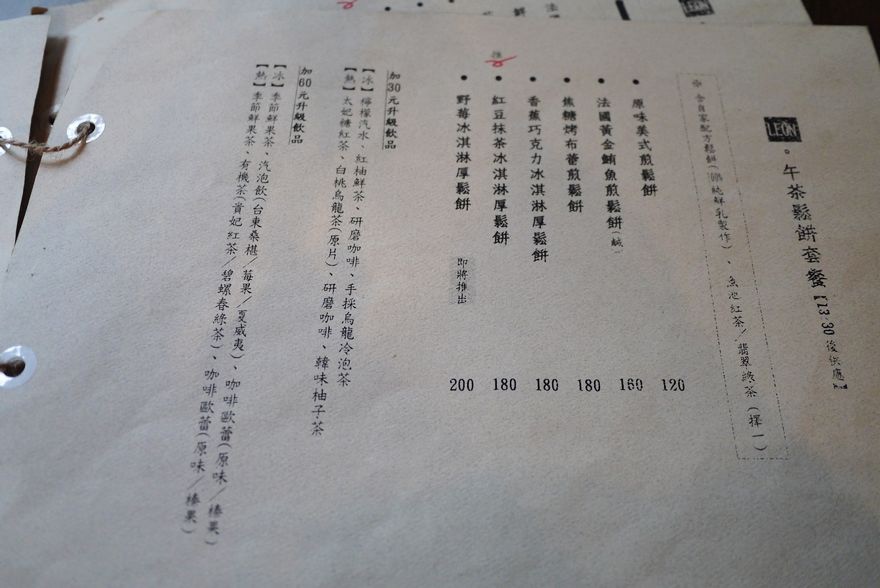 LEON
午茶鬆餅套餐【13:30後供應】
含自家配方鬆餅(純鮮乳製作)、魚池紅茶/翡翠綠茶(擇一)
• 原味美式煎鬆餅 120
• 法國黃金鮪魚煎鬆餅(鹹) 160
• 焦糖烤布蕾煎鬆餅 180
• 香蕉巧克力冰淇淋厚鬆餅 180
推
• 紅豆抹茶冰淇淋厚鬆餅 180
• 野莓冰淇淋厚鬆餅 即將推出 200
加30元升級飲品
【冰】檸檬汽水、紅柚鮮茶、研磨咖啡、手採烏龍冷泡茶
【熱】太妃糖紅茶、白桃烏龍茶(原片)、研磨咖啡、韓味柚子茶
加60元升級飲品
【冰】季節鮮果茶、汽泡飲(台東桑椹/莓果/夏威夷)、咖啡歐蕾(原味/榛果)
【熱】季節鮮果茶、有機茶(貴妃紅茶/碧螺春綠茶)、咖啡歐蕾(原味/榛果)
LEON